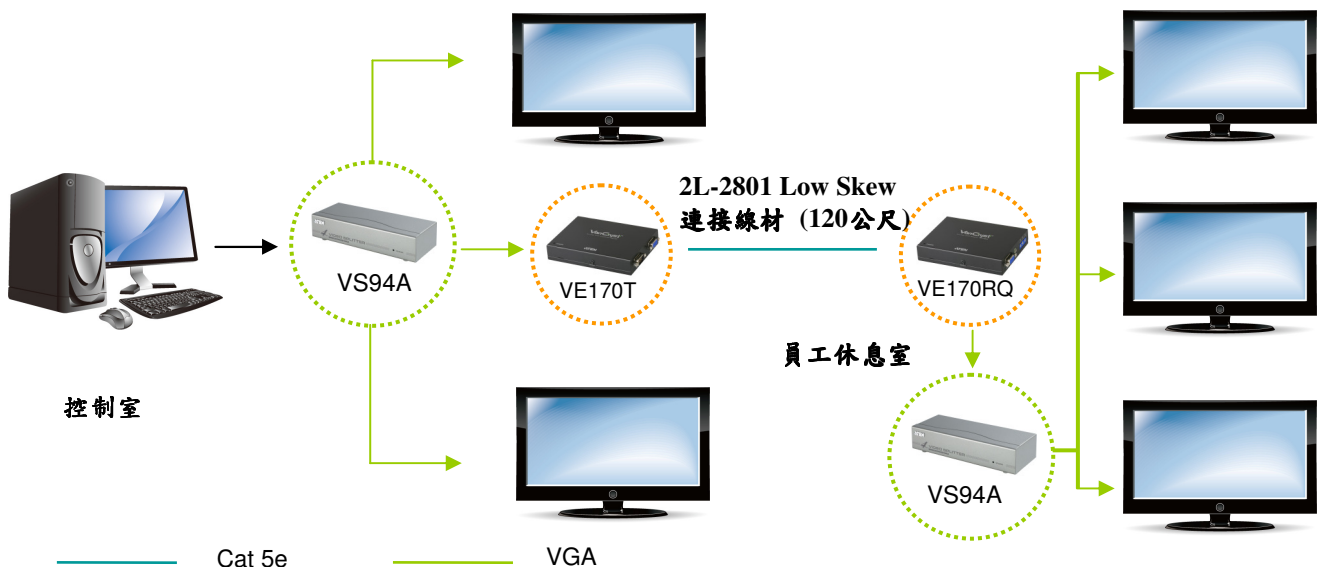 2L-2801 Low Skew
連接線材 (120公尺)
VS94A
VE170T
VE170RQ
員工休息室
控制室
VS94A
Cat 5e
VGA